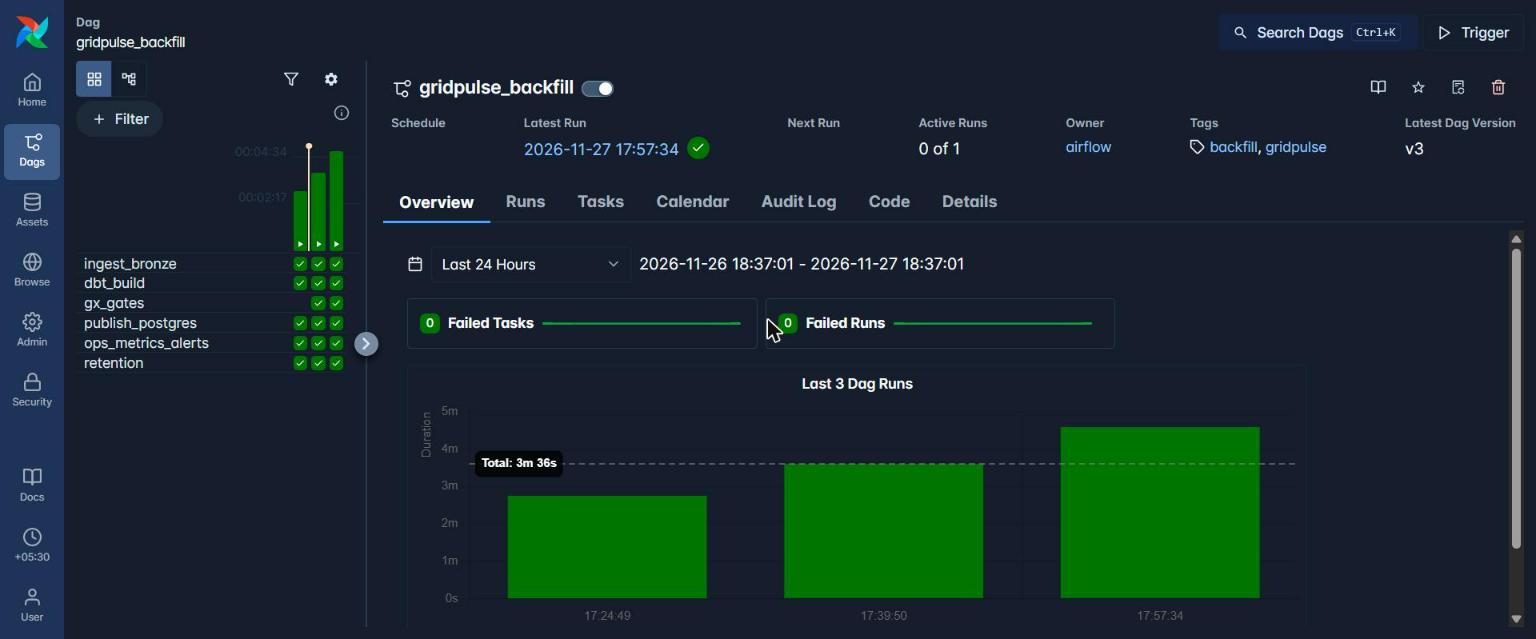 Dag
gridpulse_backfill
Search Dags Ctrl+K
Trigger
Home
Dags
Assets
Browse
Admin
Security
Docs
+05:30
User
+ Filter
00:04:34
00:02:17
ingest_bronze
dbt_build
gx_gates
publish_postgres
ops_metrics_alerts
retention
gridpulse_backfill
Schedule Latest Run Next Run Active Runs Owner Tags Latest Dag Version
2026-11-27 17:57:34 0 of 1 airflow backfill, gridpulse v3
Overview Runs Tasks Calendar Audit Log Code Details
Last 24 Hours 2026-11-26 18:37:01 - 2026-11-27 18:37:01
0 Failed Tasks 0 Failed Runs
Last 3 Dag Runs
Duration
5m
4m
Total: 3m 36s
3m
2m
1m
0s
17:24:49 17:39:50 17:57:34